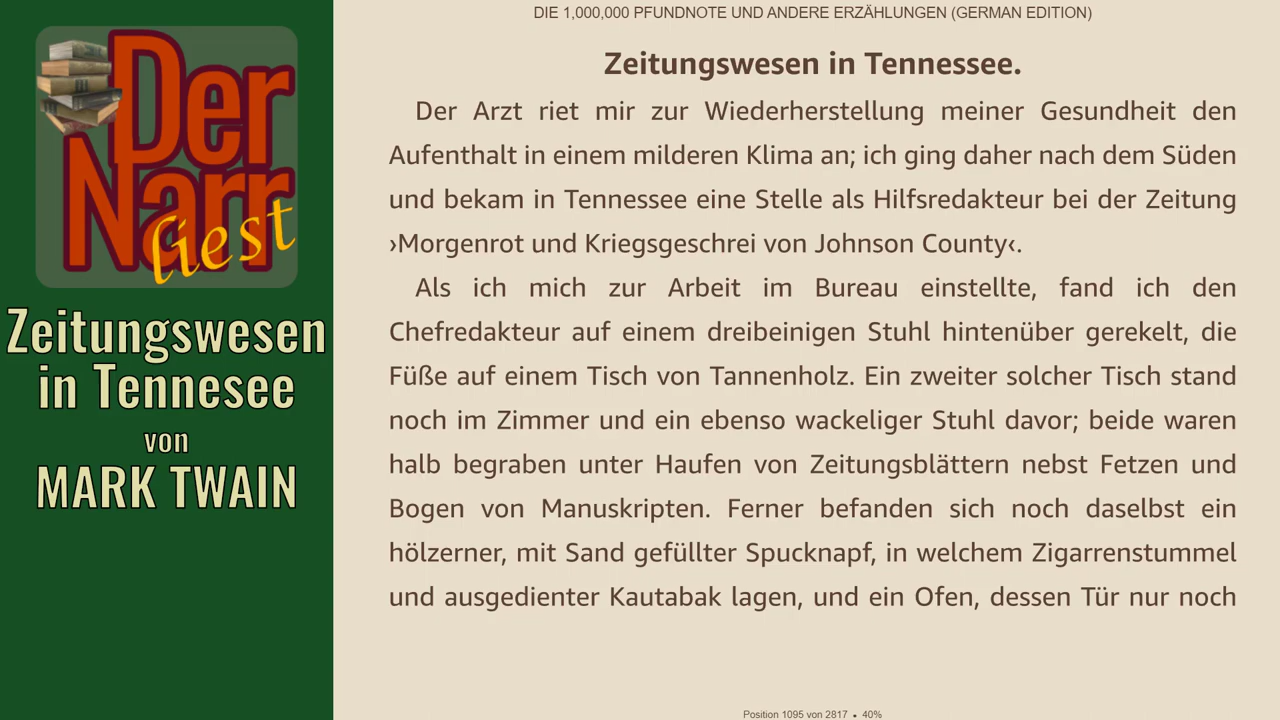 Der
Narr
liest
Zeitungswesen
in Tennesee
von
MARK TWAIN
DIE 1,000,000 PFUNDNOTE UND ANDERE ERZÄHLUNGEN (GERMAN EDITION)
Zeitungswesen in Tennessee.
Der Arzt riet mir zur Wiederherstellung meiner Gesundheit den
Aufenthalt in einem milderen Klima an; ich ging daher nach dem Süden
und bekam in Tennessee eine Stelle als Hilfsredakteur bei der Zeitung
›Morgenrot und Kriegsgeschrei von Johnson County‹.
Als ich mich zur Arbeit im Bureau einstellte, fand ich den
Chefredakteur auf einem dreibeinigen Stuhl hintenüber gerekelt, die
Füße auf einem Tisch von Tannenholz. Ein zweiter solcher Tisch stand
noch im Zimmer und ein ebenso wackeliger Stuhl davor; beide waren
halb begraben unter Haufen von Zeitungsblättern nebst Fetzen und
Bogen von Manuskripten. Ferner befanden sich noch daselbst ein
hölzerner, mit Sand gefüllter Spucknapf, in welchem Zigarrenstummel
und ausgedienter Kautabak lagen, und ein Ofen, dessen Tür nur noch
Position 1095 von 2817 • 40%